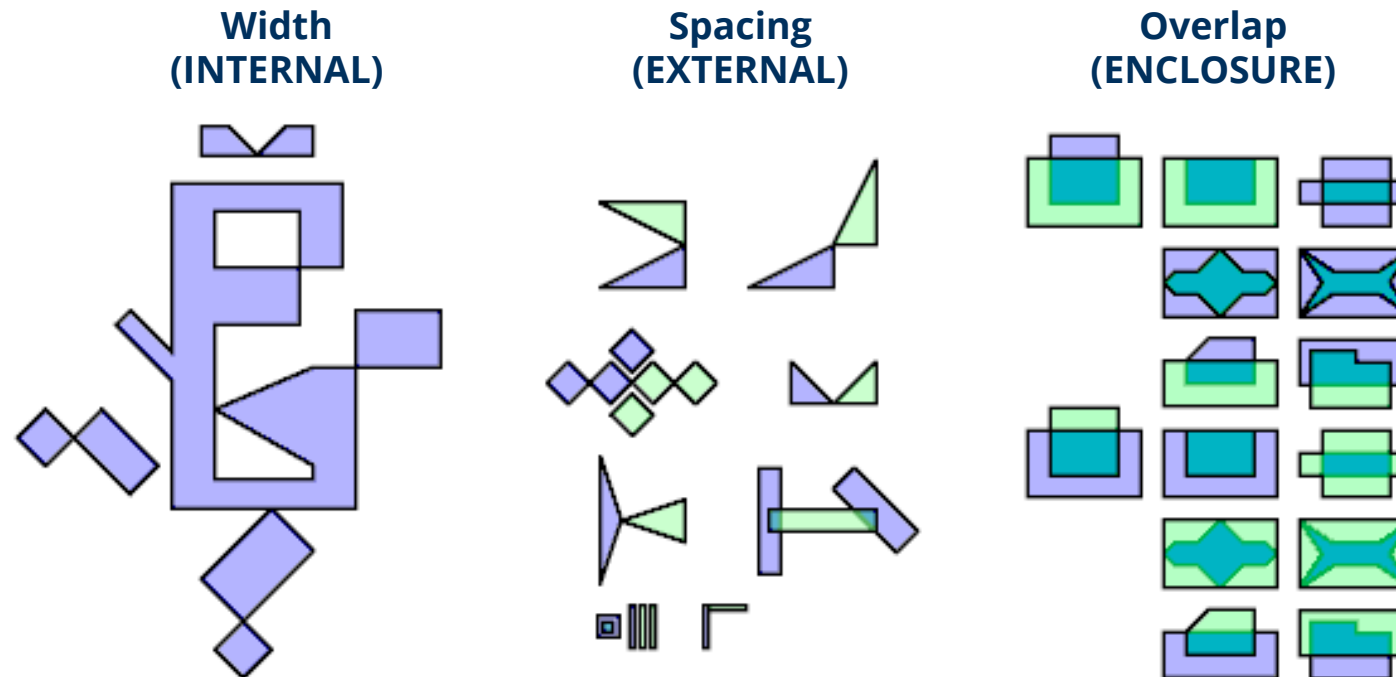 Width
(INTERNAL)
Spacing
(EXTERNAL)
Overlap
(ENCLOSURE)